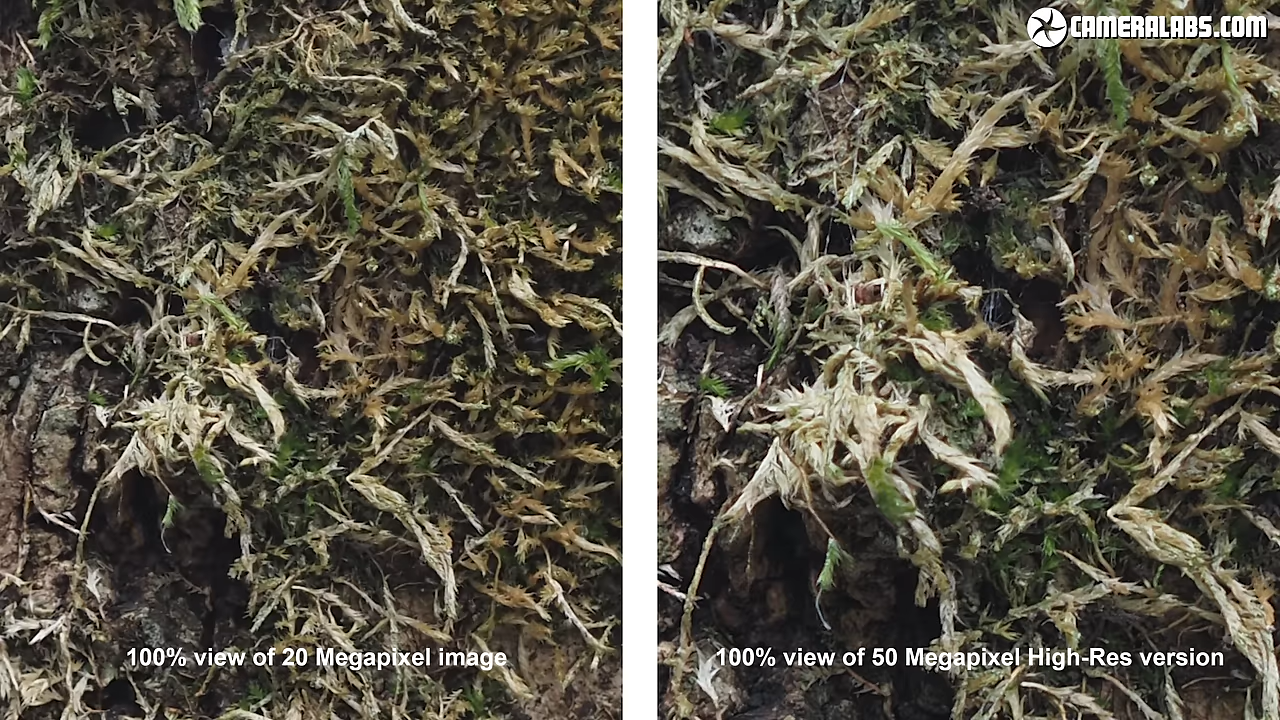 CAMERALABS.COM
100% view of 20 Megapixel image
100% view of 50 Megapixel High-Res version